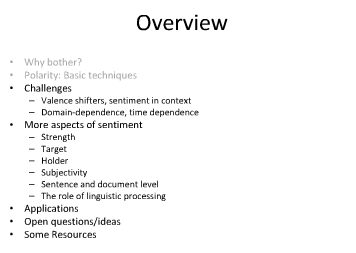 Overview
• Why bother?
• Polarity: Basic techniques
• Challenges
– Valence shifters, sentiment in context
– Domain-dependence, time dependence
• More aspects of sentiment
– Strength
– Target
– Holder
– Subjectivity
– Sentence and document level
– The role of linguistic processing
• Applications
• Open questions/ideas
• Some Resources